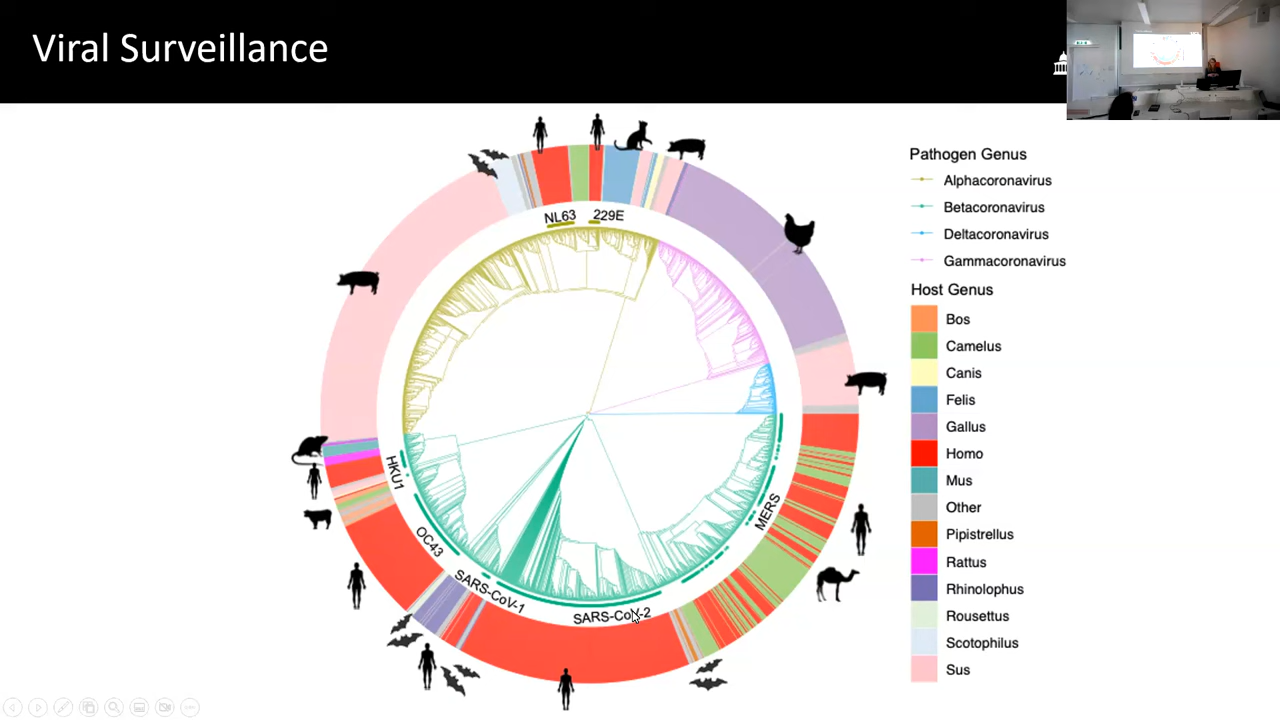 Viral Surveillance
Pathogen Genus
Alphacoronavirus
Betacoronavirus
Deltacoronavirus
Gammacoronavirus
Host Genus
Bos
Camelus
Canis
Felis
Gallus
Homo
Mus
Other
Pipistrellus
Rattus
Rhinolophus
Rousettus
Scotophilus
Sus
NL63
229E
HKU1
OC43
SARS-CoV-1
SARS-CoV-2
MERS